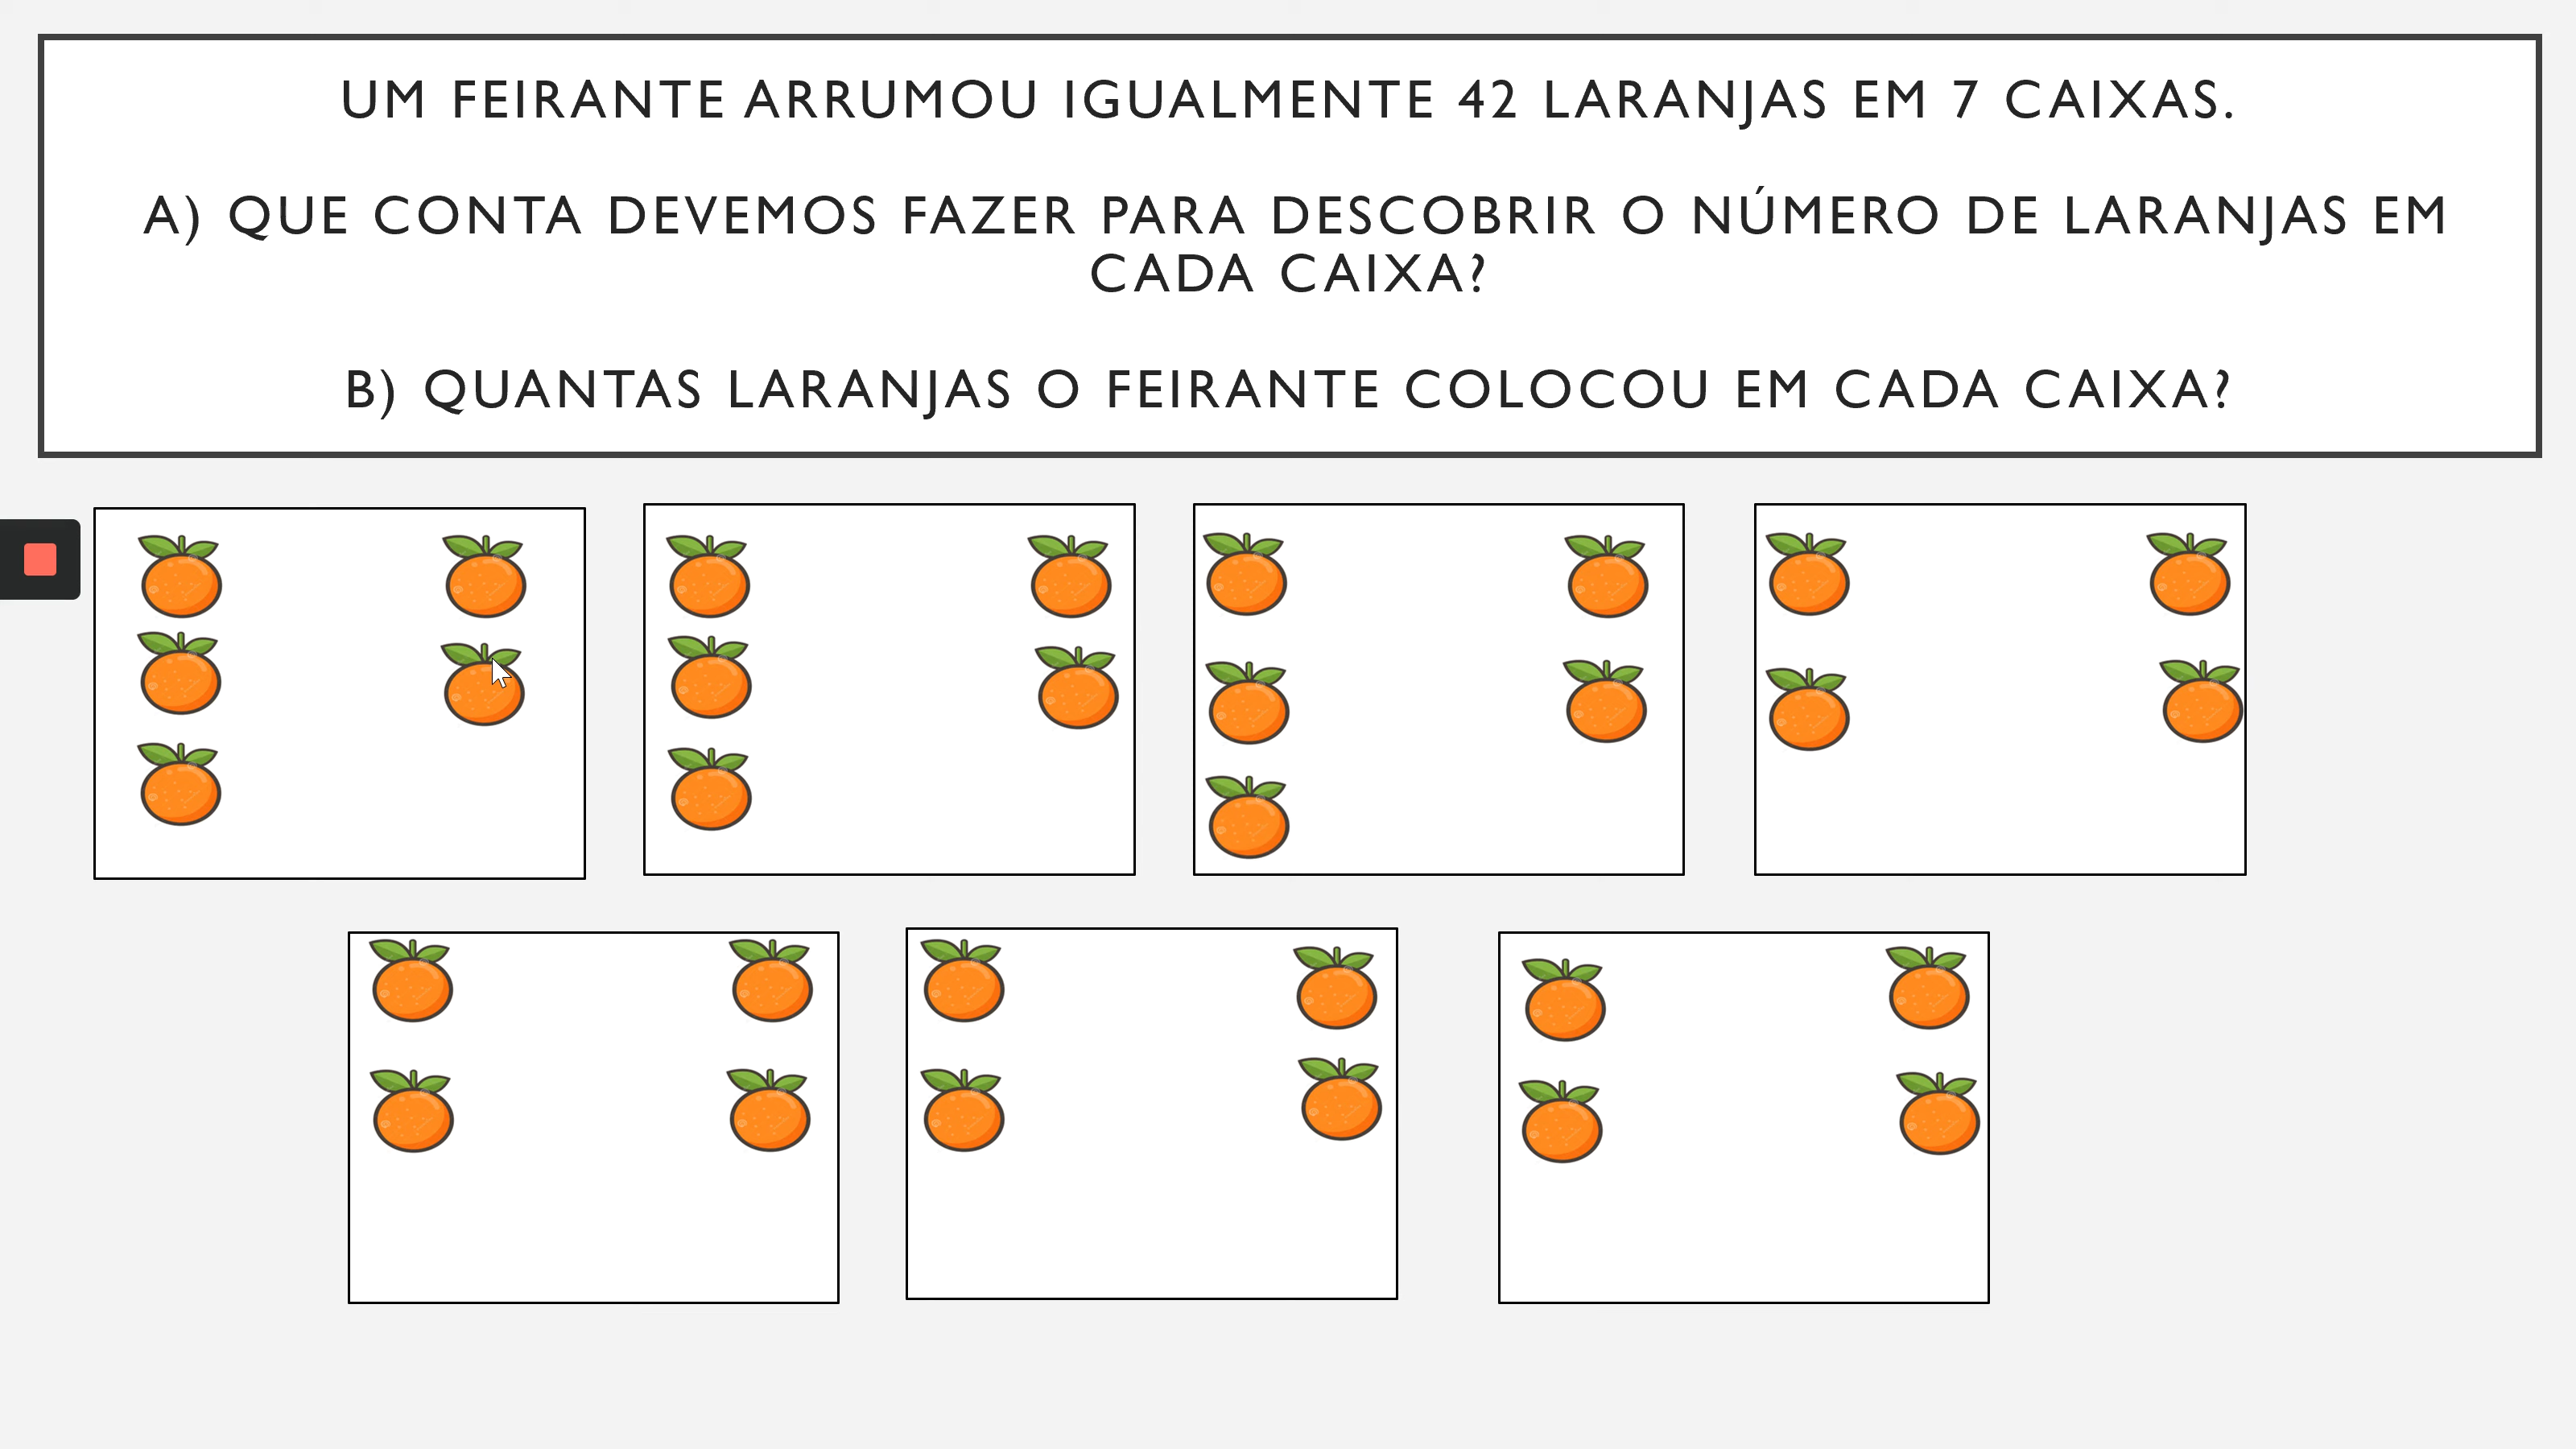 UM FEIRANTE ARRUMOU IGUALMENTE 42 LARANJAS EM 7 CAIXAS.
A) QUE CONTA DEVEMOS FAZER PARA DESCOBRIR O NÚMERO DE LARANJAS EM
CADA CAIXA?
B) QUANTAS LARANJAS O FEIRANTE COLOCOU EM CADA CAIXA?